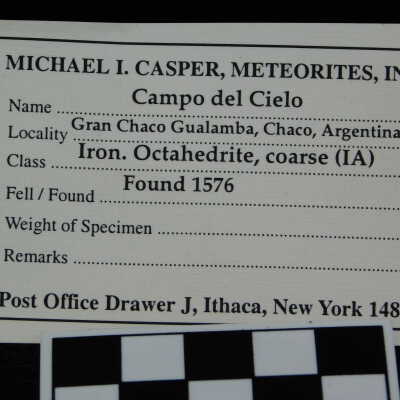 MICHAEL I. CASPER, METEORITES, IN
Name Campo del Cielo
Locality Gran Chaco Gualamba, Chaco, Argentina
Class Iron. Octahedrite, coarse (IA)
Fell / Found Found 1576
Weight of Specimen
Remarks
Post Office Drawer J, Ithaca, New York 148